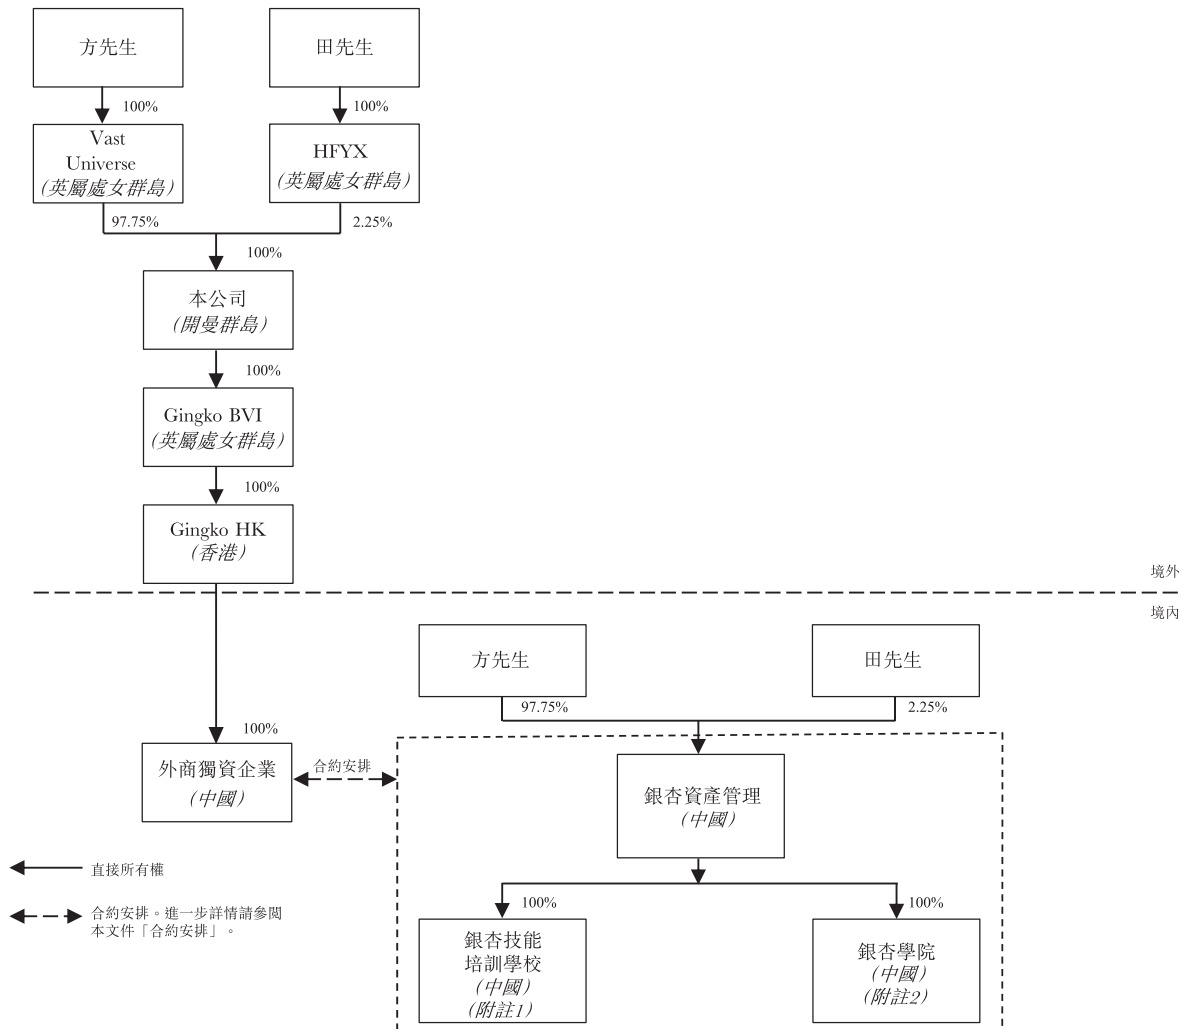 方先生
田先生
100%
100%
Vast
Universe
(英屬處女群島)
HFYX
(英屬處女群島)
97.75%
2.25%
100%
本公司
(開曼群島)
100%
Gingko BVI
(英屬處女群島)
100%
Gingko HK
(香港)
境外
境內
方先生
田先生
97.75%
2.25%
100%
外商獨資企業
(中國)
合約安排
銀杏資產管理
(中國)
直接所有權
合約安排。進一步詳情請參閱
本文件「合約安排」。
100%
100%
銀杏技能
培訓學校
(中國)
(附註1)
銀杏學院
(中國)
(附註2)